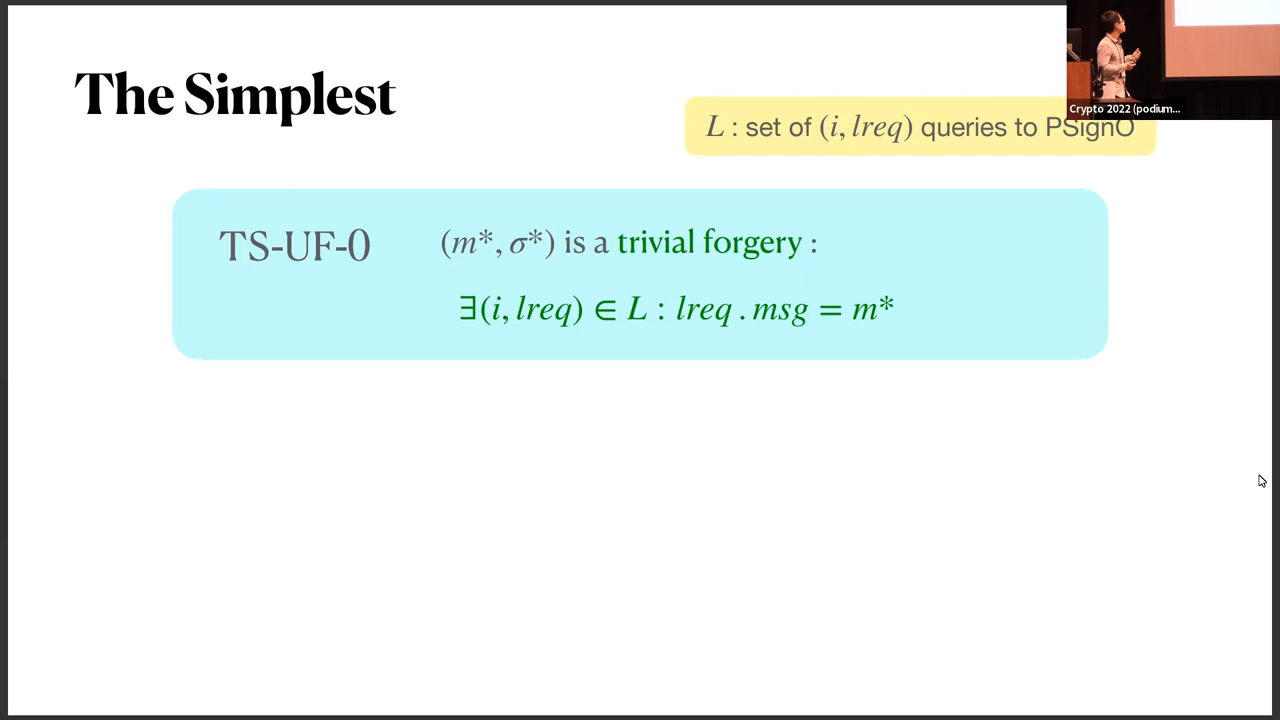 The Simplest
Crypto 2022 (podium...
L : set of (i, lreq) queries to PSignO
TS-UF-0
(m*, σ*) is a trivial forgery :
∃(i, lreq) ∈ L : lreq . msg = m*